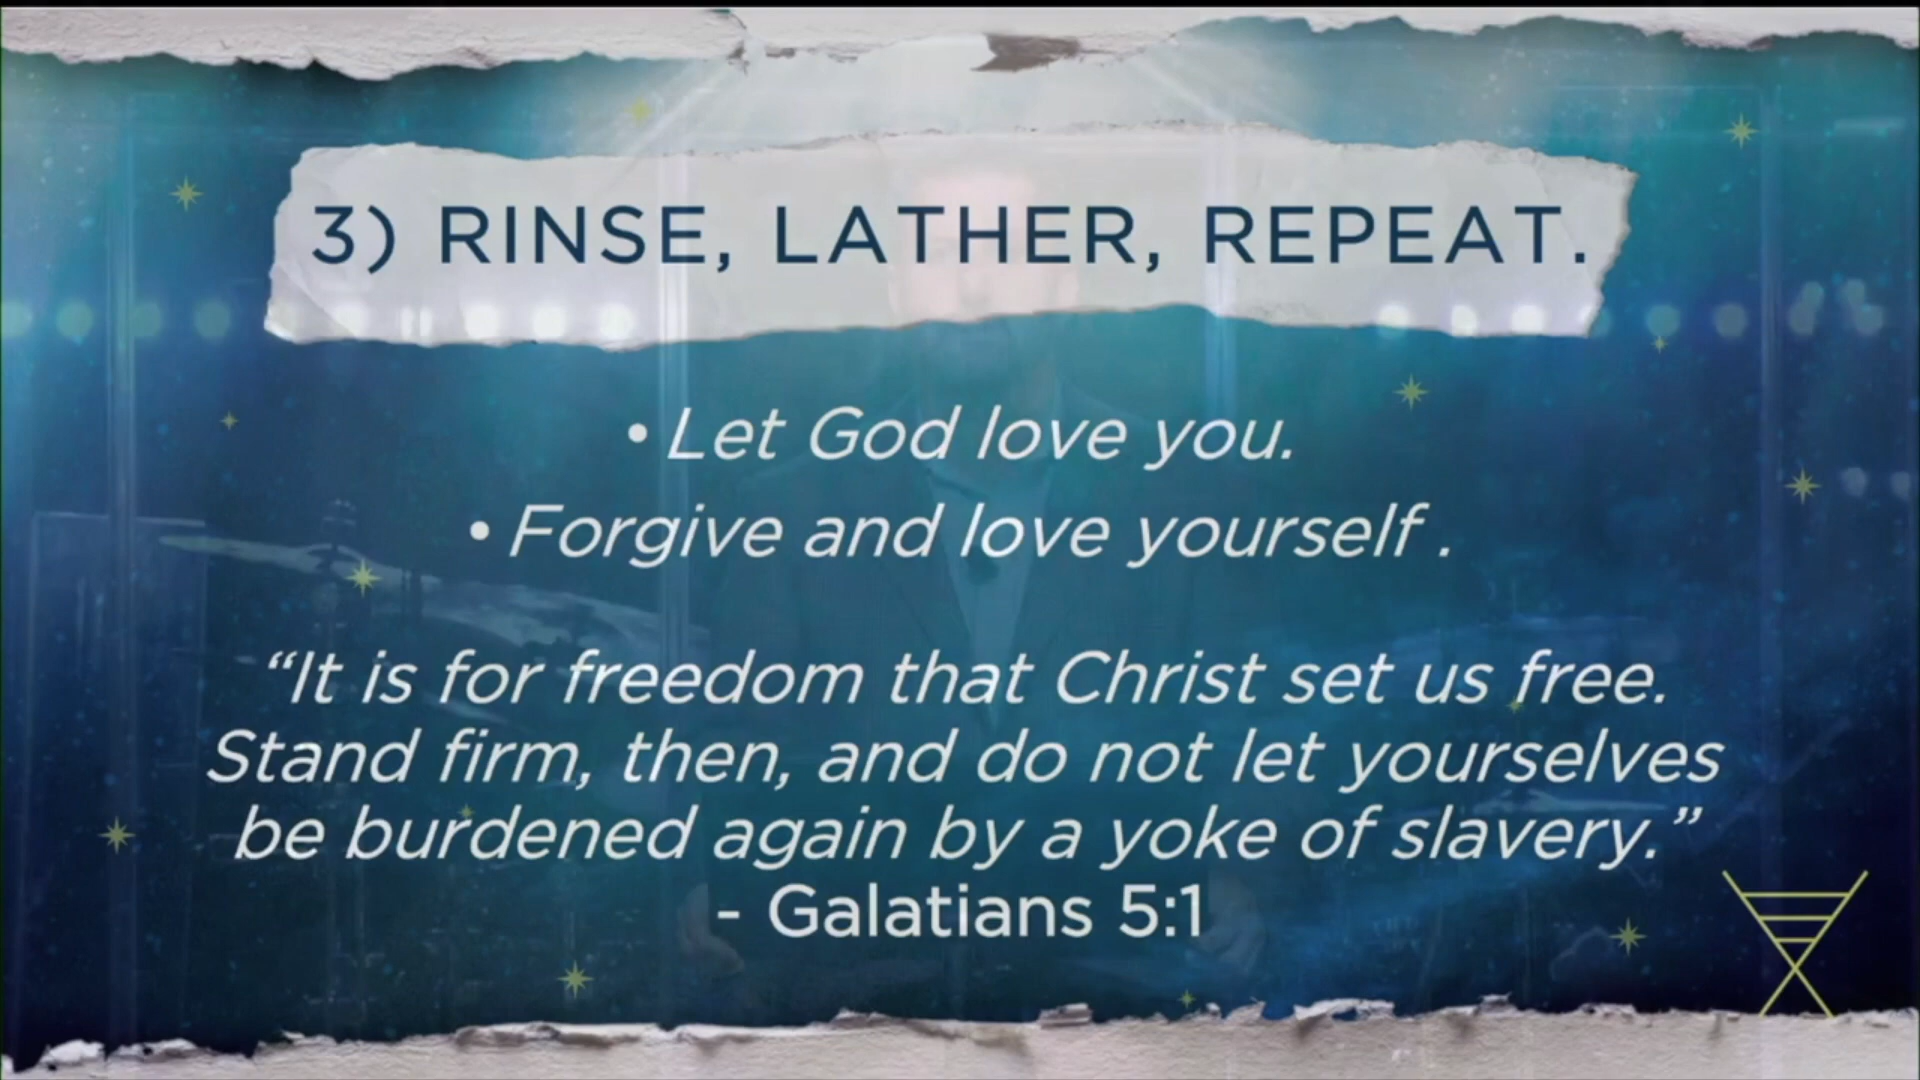 3) RINSE, LATHER, REPEAT.
• Let God love you.
• Forgive and love yourself .
“It is for freedom that Christ set us free.
Stand firm, then, and do not let yourselves
be burdened again by a yoke of slavery.”
- Galatians 5:1